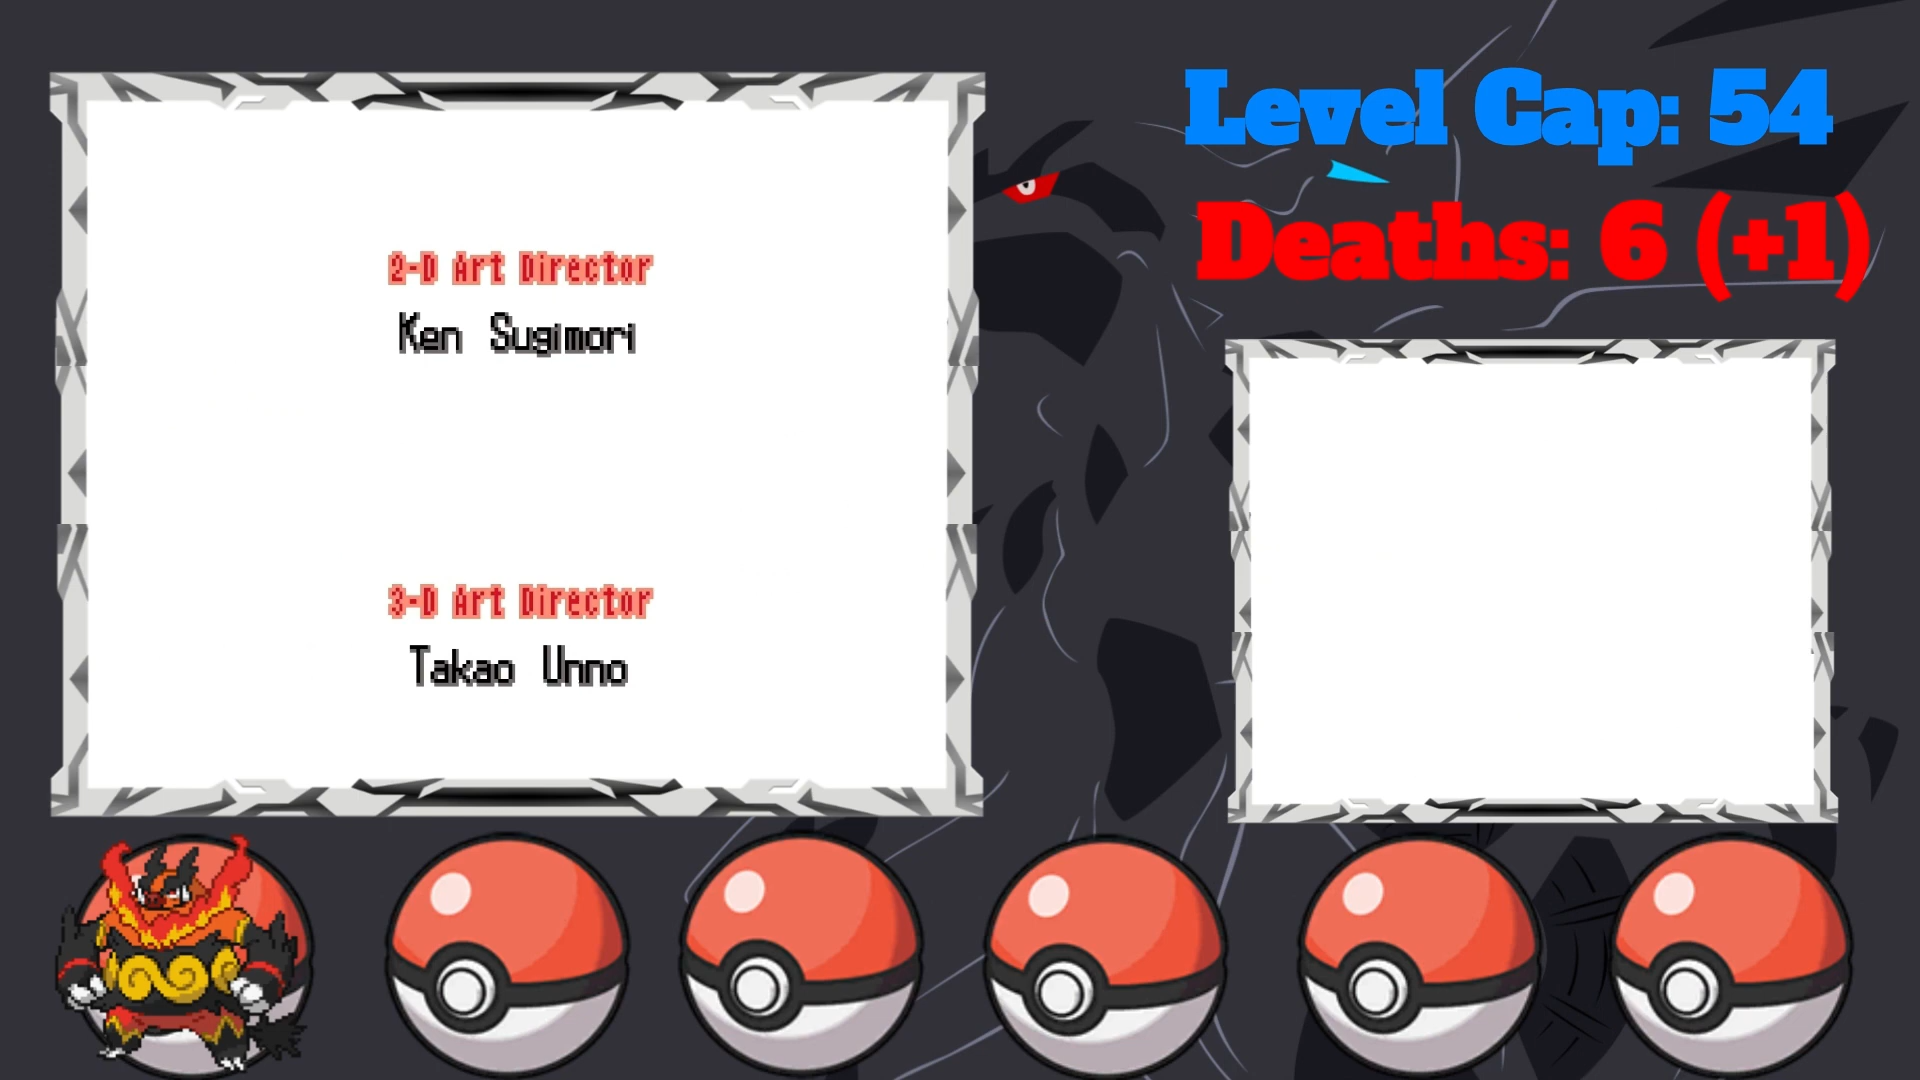 Level Cap: 54
Deaths: 6 (+1)
2-D Art Director
Ken Sugimori
3-D Art Director
Takao Unno